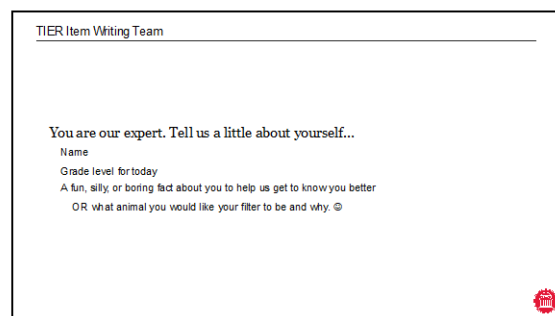 TIER Item Writing Team
You are our expert. Tell us a little about yourself...
Name
Grade level for today
A fun, silly, or boring fact about you to help us get to know you better
OR what animal you would like your filter to be and why. ☺